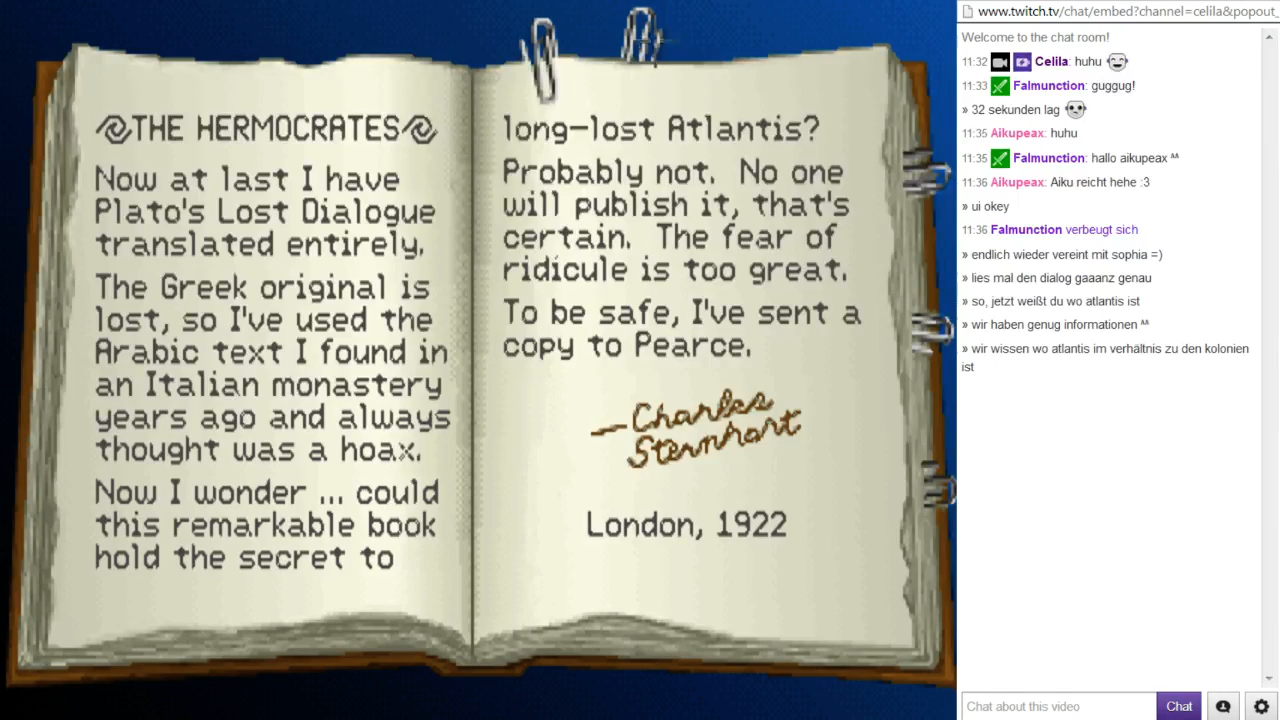 THE HERMOCRATES
Now at last I have
Plato's Lost Dialogue
translated entirely.
The Greek original is
lost, so I've used the
Arabic text I found in
an Italian monastery
years ago and always
thought was a hoax.
Now I wonder ... could
this remarkable book
hold the secret to
long-lost Atlantis?
Probably not. No one
will publish it, that's
certain. The fear of
ridicule is too great.
To be safe, I've sent a
copy to Pearce.
—Charles
Sternhart
London, 1922
www.twitch.tv/chat/embed?channel=celila&popout_
Welcome to the chat room!
11:32 Celila: huhu
11:33 Falmunction: guggug!
» 32 sekunden lag
11:35 Aikupeax: huhu
11:35 Falmunction: hallo aikupeax ^^
11:36 Aikupeax: Aiku reicht hehe :3
» ui okey
11:36 Falmunction verbeugt sich
» endlich wieder vereint mit sophia =)
» lies mal den dialog gaaanz genau
» so, jetzt weißt du wo atlantis ist
» wir haben genug informationen ^^
» wir wissen wo atlantis im verhältnis zu den kolonien
ist
Chat about this video
Chat